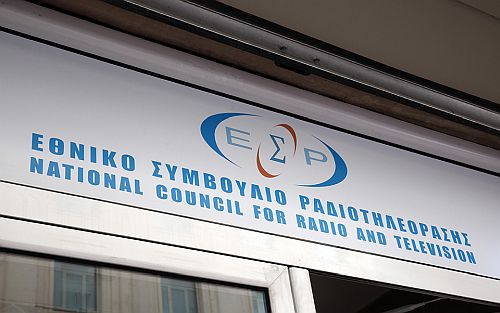 ΕΣΡ
ΕΘΝΙΚΟ ΣΥΜΒΟΥΛΙΟ ΡΑΔΙΟΤΗΛΕΟΡΑΣΗΣ
NATIONAL COUNCIL FOR RADIO AND TELEVISION